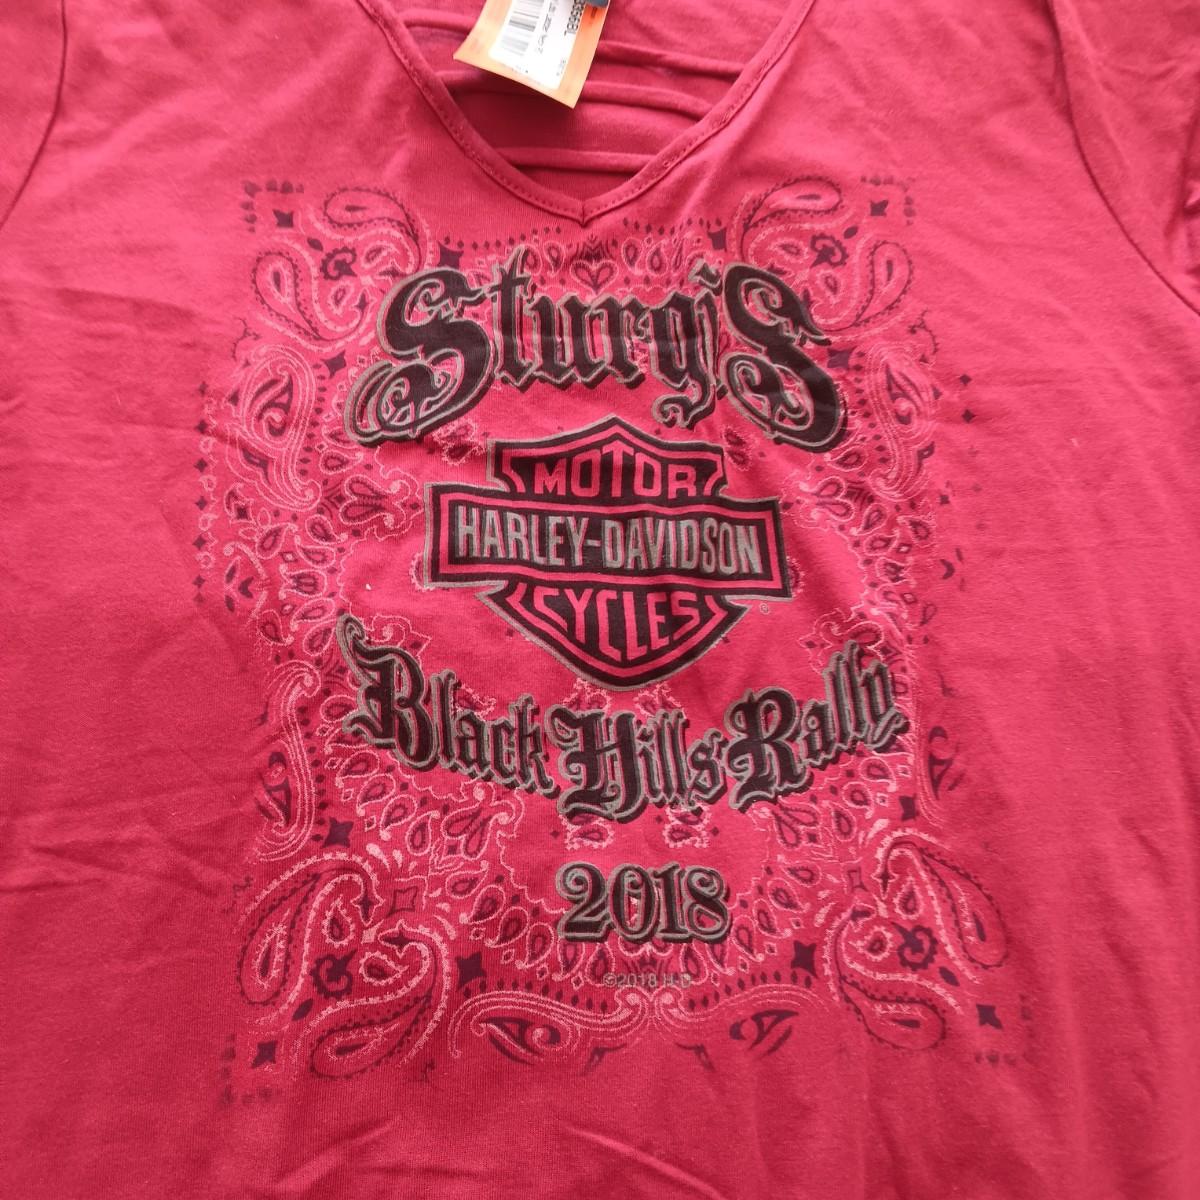 Sturgis
MOTOR
HARLEY-DAVIDSON
CYCLES
®
Black Hills Rally
2018
©2018 H-D